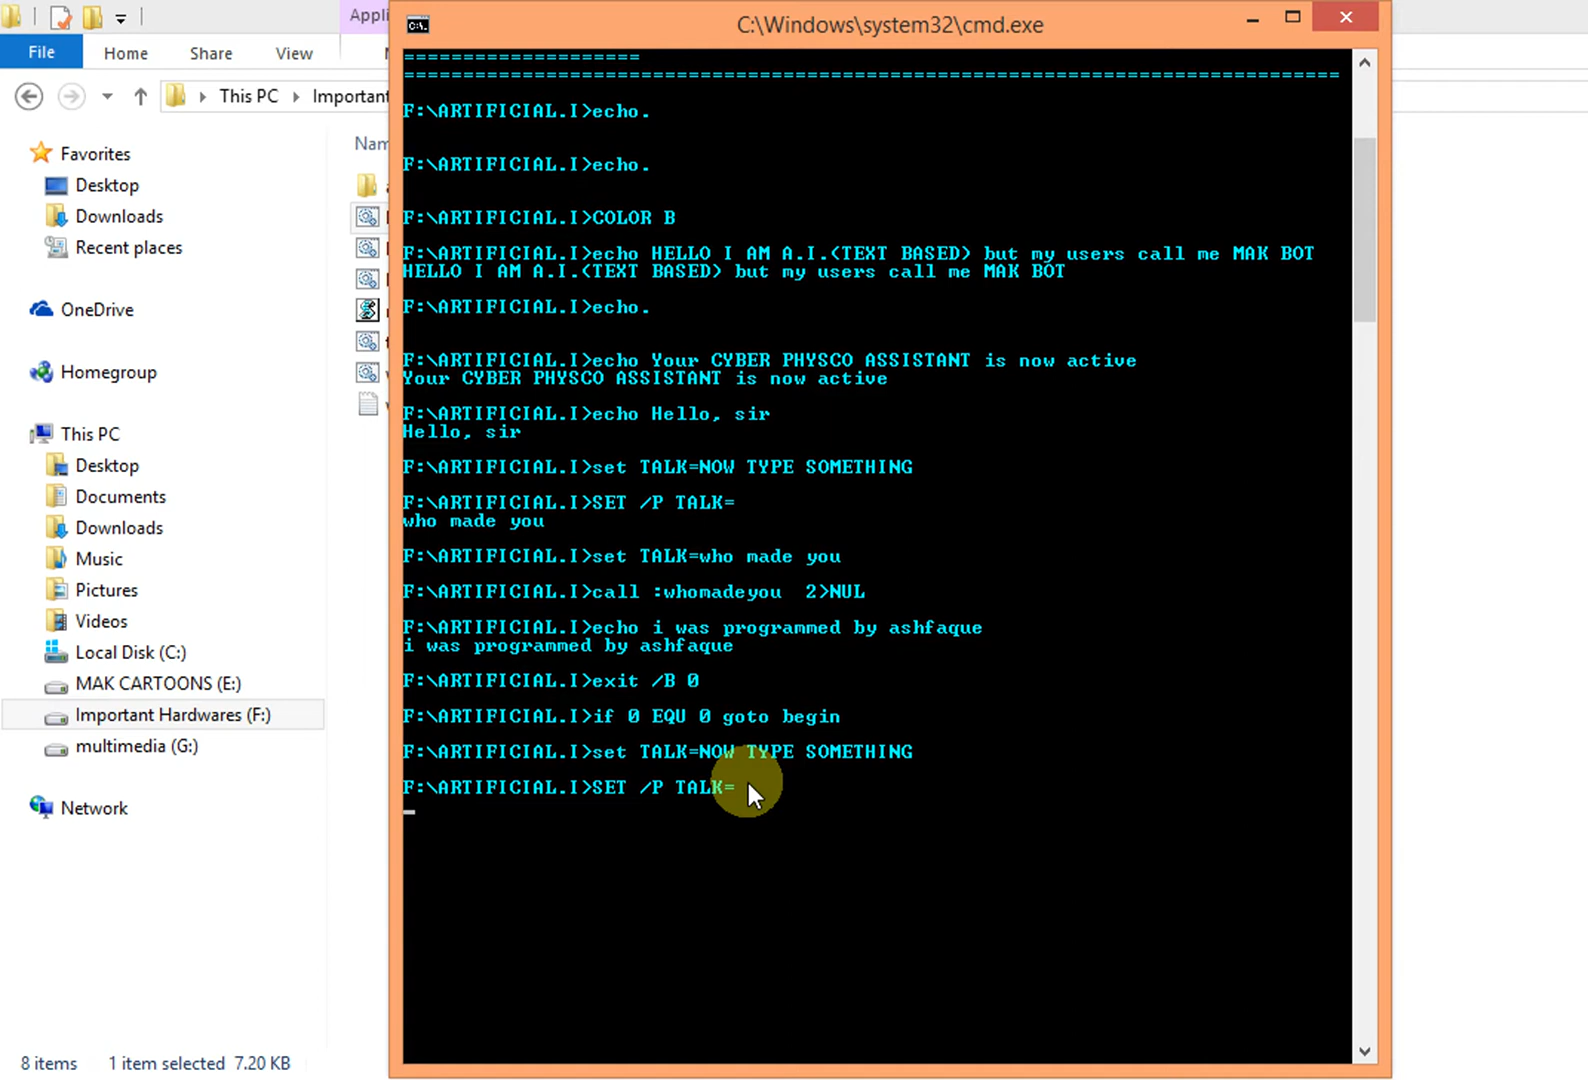 Appli
C:\Windows\system32\cmd.exe
File
Home
Share
View
This PC
Important
Favorites
Desktop
Downloads
Recent places
OneDrive
Homegroup
This PC
Desktop
Documents
Downloads
Music
Pictures
Videos
Local Disk (C:)
MAK CARTOONS (E:)
Important Hardwares (F:)
multimedia (G:)
Network
8 items
1 item selected 7.20 KB
Nam
C:\.
====================
===============================================================================
F:\ARTIFICIAL.I>echo.
F:\ARTIFICIAL.I>echo.
F:\ARTIFICIAL.I>COLOR B
F:\ARTIFICIAL.I>echo HELLO I AM A.I.(TEXT BASED) but my users call me MAK BOT
HELLO I AM A.I.(TEXT BASED) but my users call me MAK BOT
F:\ARTIFICIAL.I>echo.
F:\ARTIFICIAL.I>echo Your CYBER PHYSCO ASSISTANT is now active
Your CYBER PHYSCO ASSISTANT is now active
F:\ARTIFICIAL.I>echo Hello, sir
Hello, sir
F:\ARTIFICIAL.I>set TALK=NOW TYPE SOMETHING
F:\ARTIFICIAL.I>SET /P TALK=
who made you
F:\ARTIFICIAL.I>set TALK=who made you
F:\ARTIFICIAL.I>call :whomadeyou  2>NUL
F:\ARTIFICIAL.I>echo i was programmed by ashfaque
i was programmed by ashfaque
F:\ARTIFICIAL.I>exit /B 0
F:\ARTIFICIAL.I>if 0 EQU 0 goto begin
F:\ARTIFICIAL.I>set TALK=NOW TYPE SOMETHING
F:\ARTIFICIAL.I>SET /P TALK=